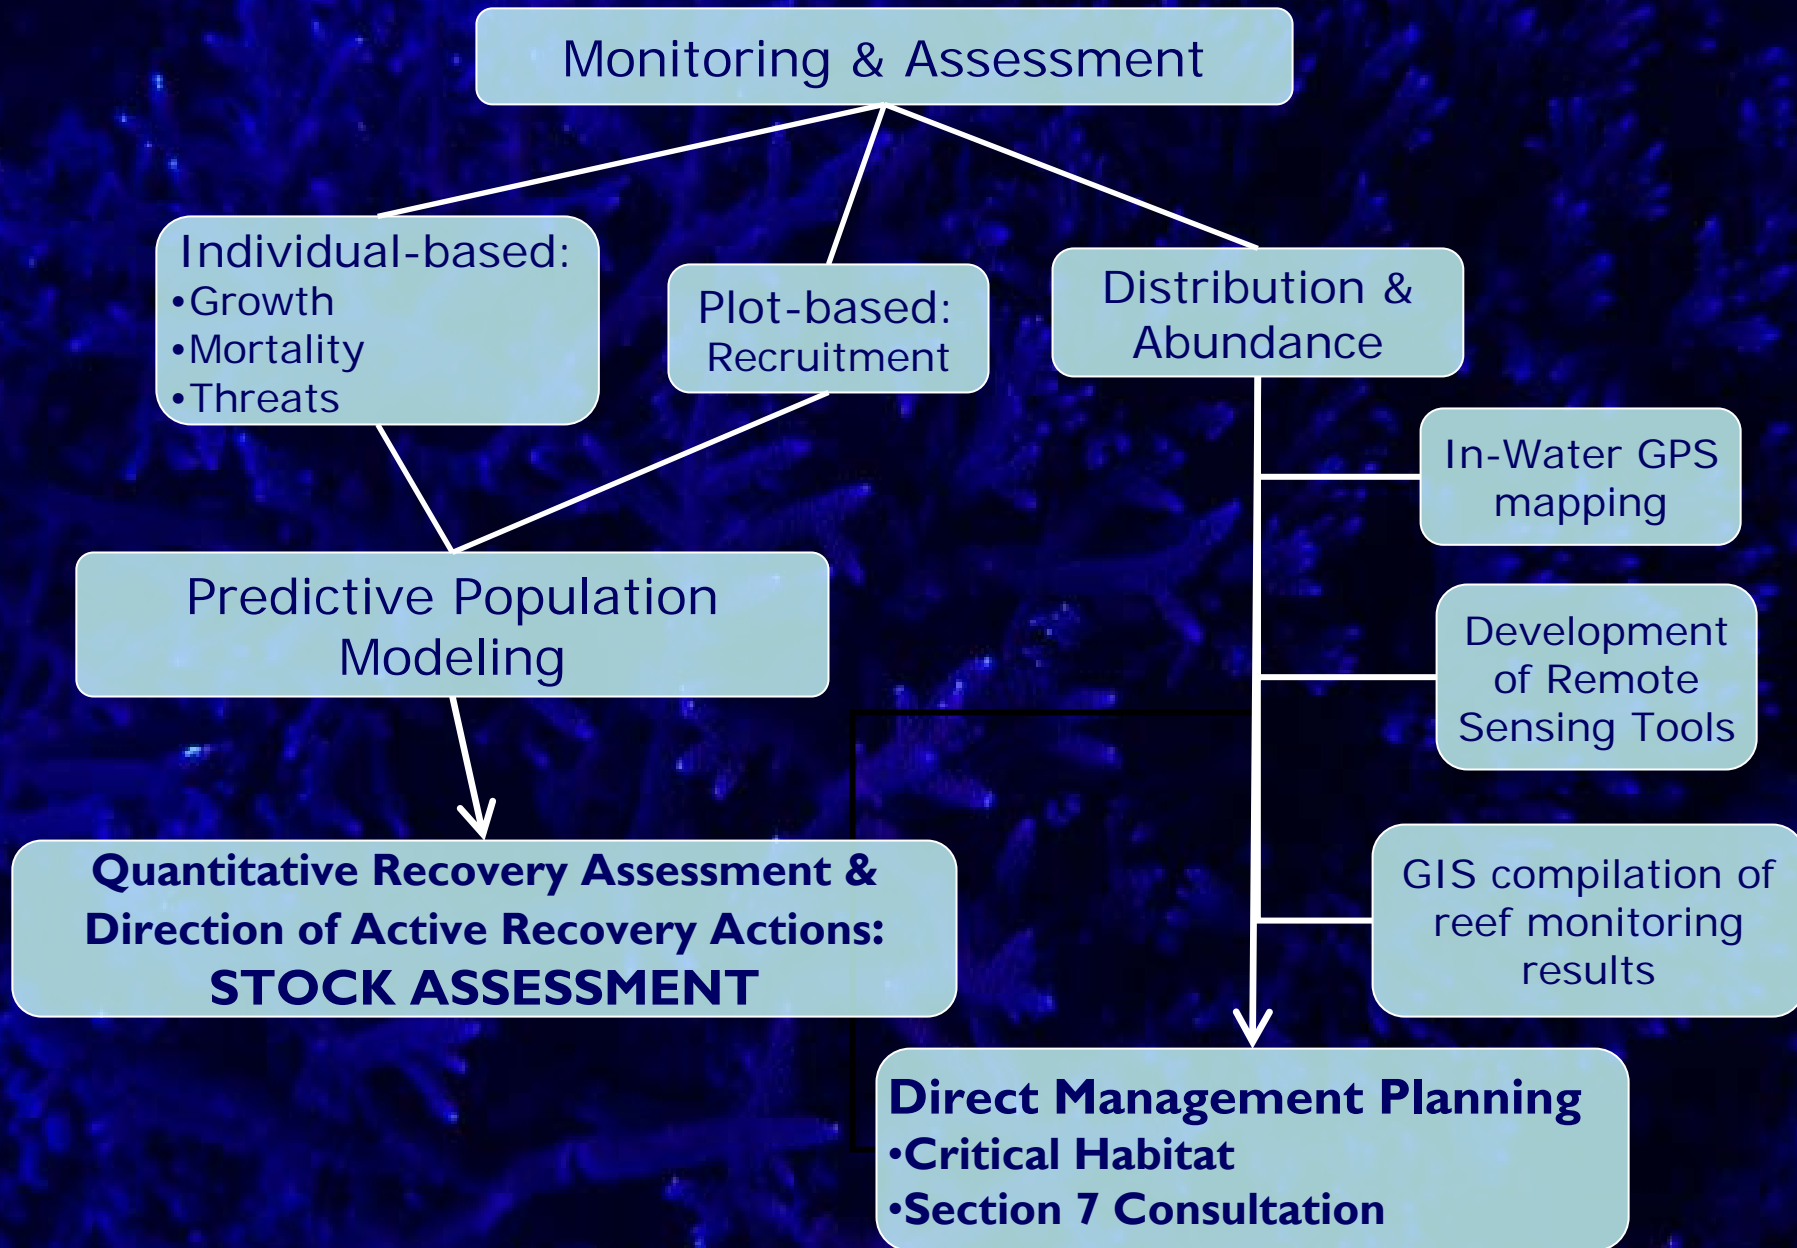 Monitoring & Assessment
Individual-based:
•Growth
•Mortality
•Threats
Plot-based:
Recruitment
Distribution &
Abundance
In-Water GPS
mapping
Predictive Population
Modeling
Development
of Remote
Sensing Tools
Quantitative Recovery Assessment &
Direction of Active Recovery Actions:
STOCK ASSESSMENT
GIS compilation of
reef monitoring
results
Direct Management Planning
•Critical Habitat
•Section 7 Consultation